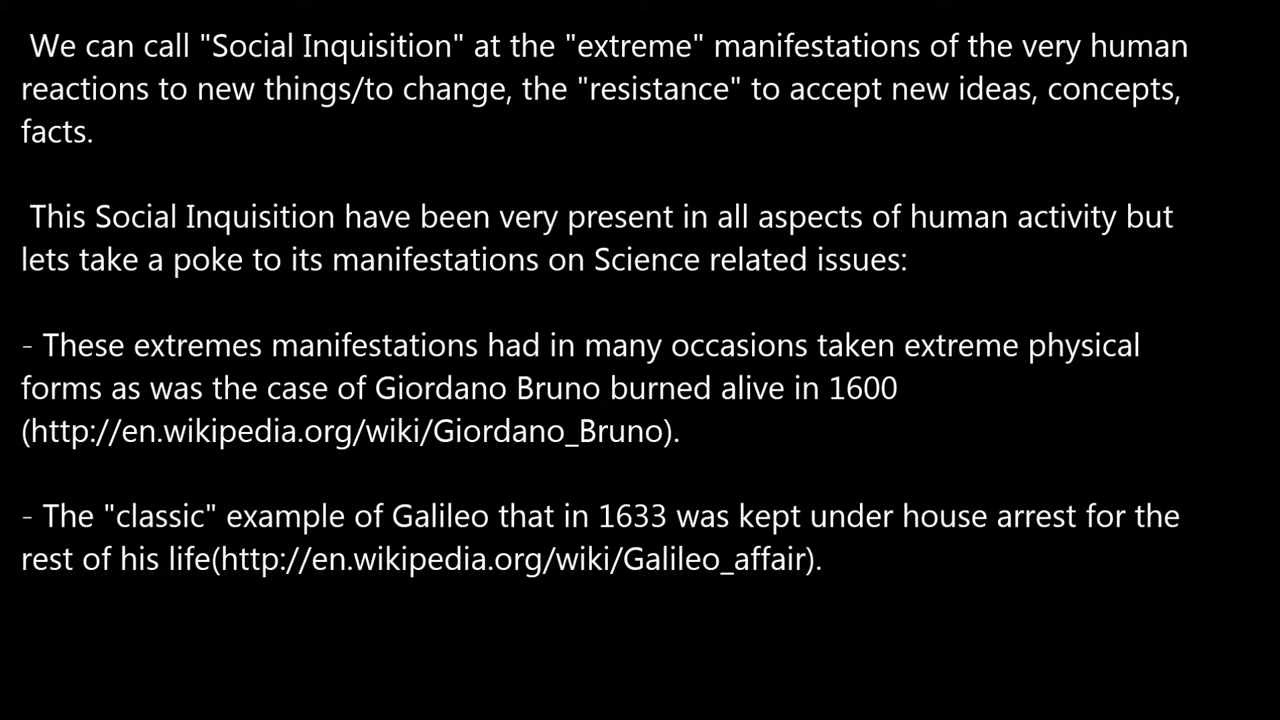 We can call "Social Inquisition" at the "extreme" manifestations of the very human
reactions to new things/to change, the "resistance" to accept new ideas, concepts,
facts.
This Social Inquisition have been very present in all aspects of human activity but
lets take a poke to its manifestations on Science related issues:
- These extremes manifestations had in many occasions taken extreme physical
forms as was the case of Giordano Bruno burned alive in 1600
(http://en.wikipedia.org/wiki/Giordano_Bruno).
- The "classic" example of Galileo that in 1633 was kept under house arrest for the
rest of his life(http://en.wikipedia.org/wiki/Galileo_affair).